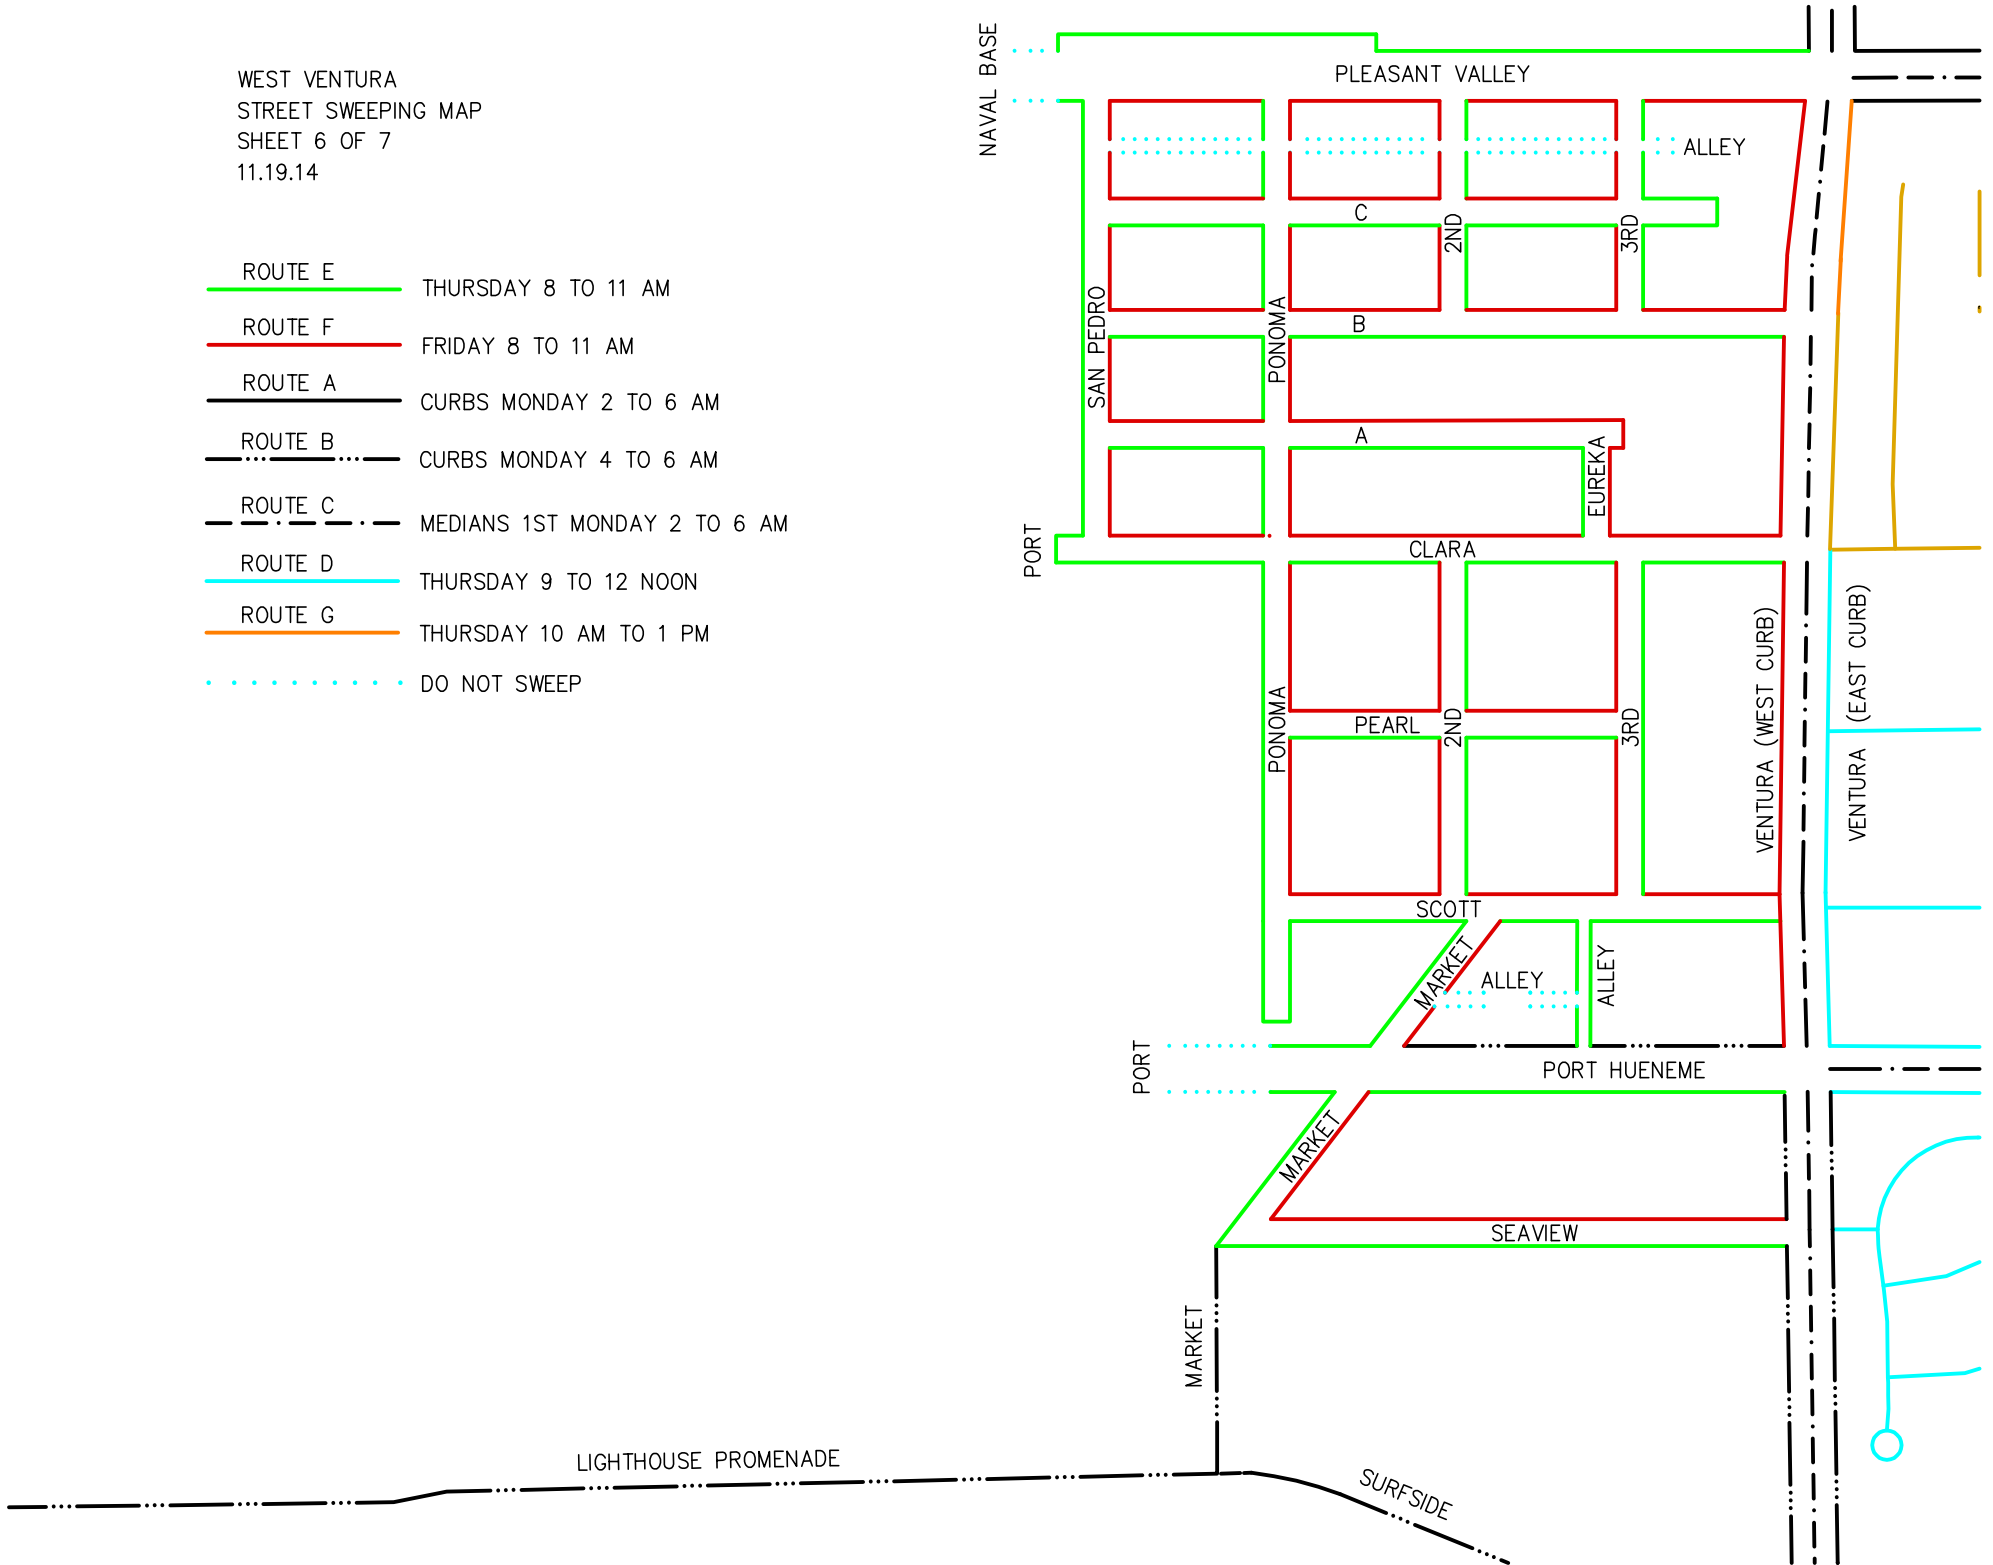 WEST VENTURA
STREET SWEEPING MAP
SHEET 6 OF 7
11.19.14
ROUTE E
THURSDAY 8 TO 11 AM
ROUTE F
FRIDAY 8 TO 11 AM
ROUTE A
CURBS MONDAY 2 TO 6 AM
ROUTE B
CURBS MONDAY 4 TO 6 AM
ROUTE C
MEDIANS 1ST MONDAY 2 TO 6 AM
ROUTE D
THURSDAY 9 TO 12 NOON
ROUTE G
THURSDAY 10 AM TO 1 PM
DO NOT SWEEP
NAVAL BASE
PLEASANT VALLEY
ALLEY
C
2ND
3RD
SAN PEDRO
PONOMA
B
A
EUREKA
PORT
CLARA
VENTURA (WEST CURB)
VENTURA (EAST CURB)
PONOMA
PEARL
2ND
3RD
SCOTT
MARKET
ALLEY
ALLEY
PORT
PORT HUENEME
MARKET
SEAVIEW
MARKET
LIGHTHOUSE PROMENADE
SURFSIDE